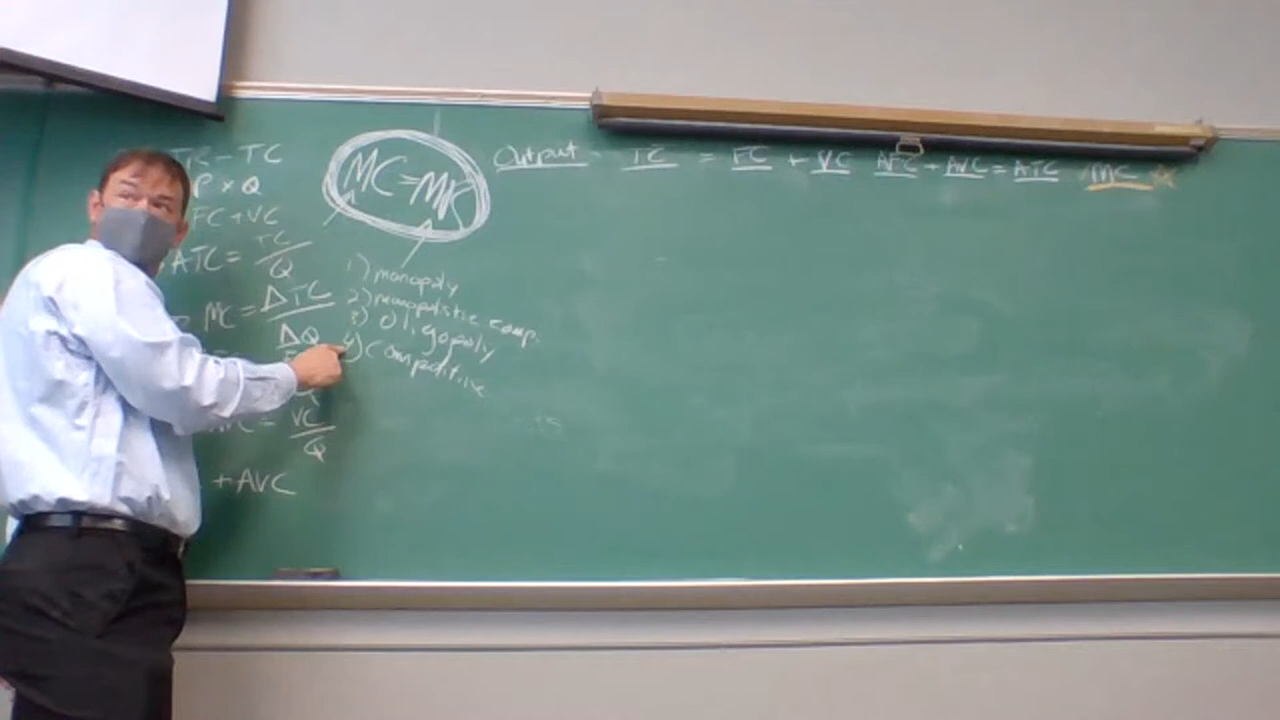 TR - TC
P × Q
FC + VC
ATC = TC / Q
MC = ΔTC / ΔQ
VC / Q
+ AVC
MC = MR
1) monopoly
2) monopolistic comp.
3) Oligopoly
4) Competitive
Output TC = FC + VC AFC + AVC = ATC MC